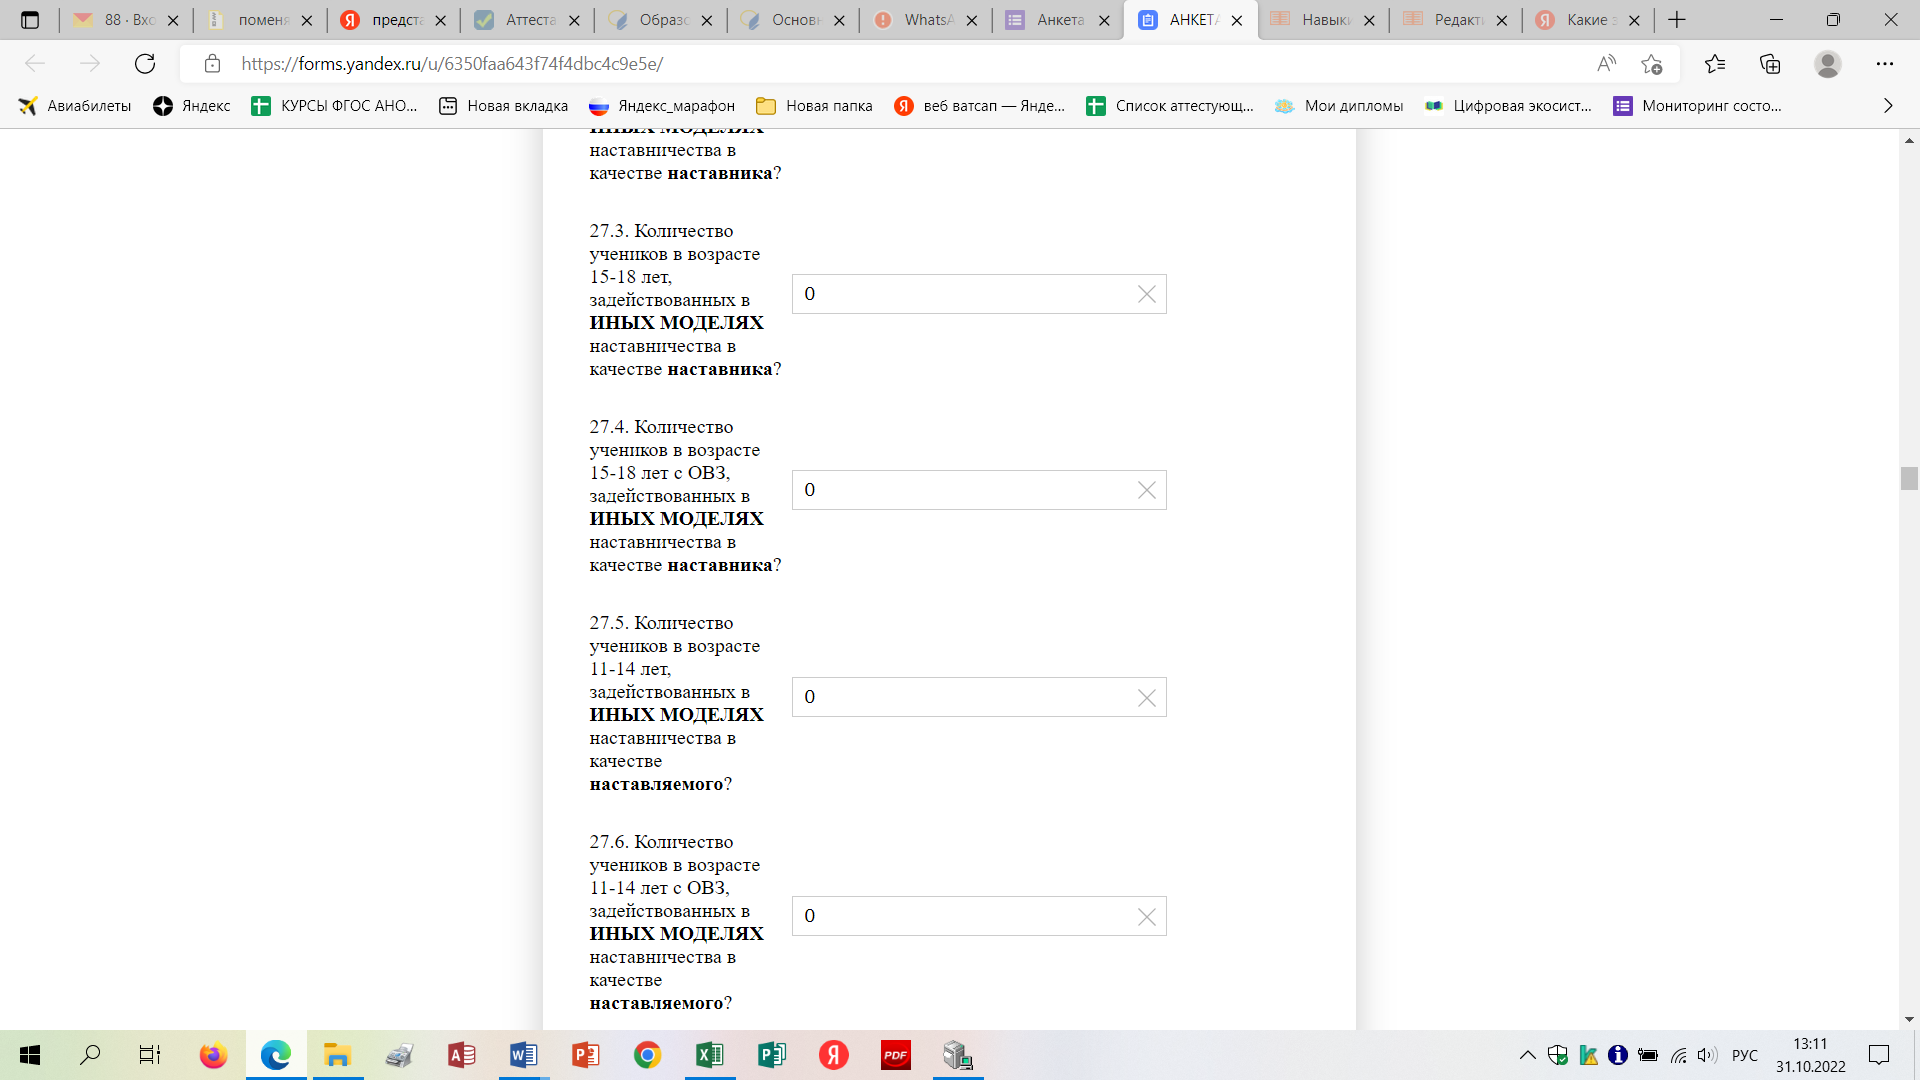 88 · Вхо
поменя
предста
Аттеста
Образо
Основн
WhatsA
Анкета
АНКЕТА
Навыки
Редакти
Какие з
https://forms.yandex.ru/u/6350faa643f74f4dbc4c9e5e/
Авиабилеты
Яндекс
КУРСЫ ФГОС АНО...
Новая вкладка
Яндекс_марафон
Новая папка
веб ватсап — Янде...
Список аттестующ...
Мои дипломы
Цифровая экосист...
Мониторинг состо...
ИНЫХ МОДЕЛЯХ
наставничества в
качестве наставника?
27.3. Количество
учеников в возрасте
15-18 лет,
задействованных в
ИНЫХ МОДЕЛЯХ
наставничества в
качестве наставника?
0
27.4. Количество
учеников в возрасте
15-18 лет с ОВЗ,
задействованных в
ИНЫХ МОДЕЛЯХ
наставничества в
качестве наставника?
0
27.5. Количество
учеников в возрасте
11-14 лет,
задействованных в
ИНЫХ МОДЕЛЯХ
наставничества в
качестве
наставляемого?
0
27.6. Количество
учеников в возрасте
11-14 лет с ОВЗ,
задействованных в
ИНЫХ МОДЕЛЯХ
наставничества в
качестве
наставляемого?
0
PDF
РУС
13:11
31.10.2022